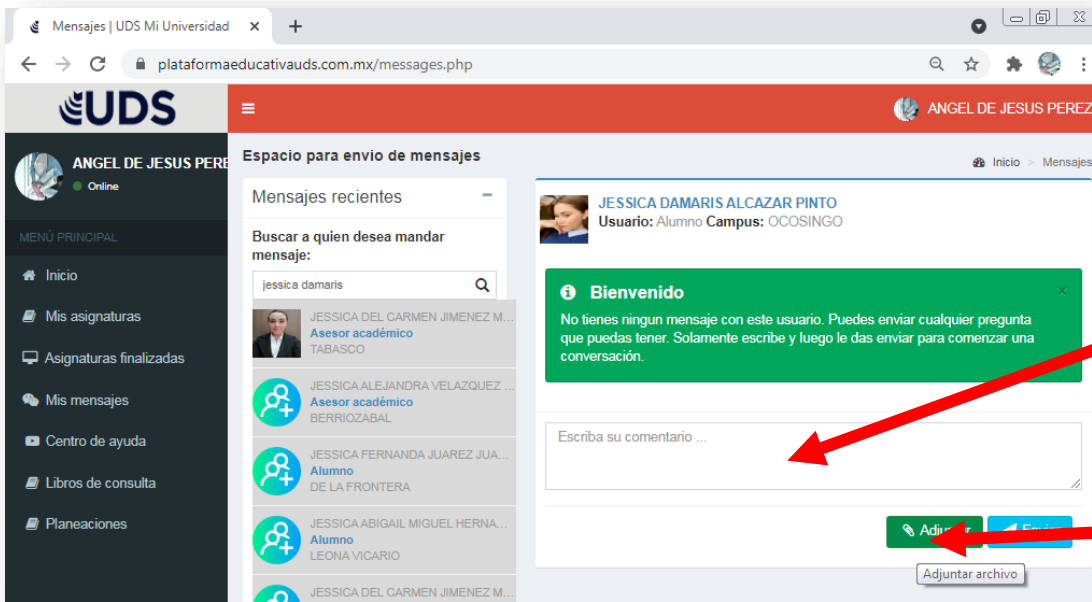 Mensajes | UDS Mi Universidad
plataformaeducativauds.com.mx/messages.php
UDS
ANGEL DE JESUS PEREZ
ANGEL DE JESUS PERE
Online
MENÚ PRINCIPAL
Inicio
Mis asignaturas
Asignaturas finalizadas
Mis mensajes
Centro de ayuda
Libros de consulta
Planeaciones
Espacio para envio de mensajes
Inicio > Mensajes
Mensajes recientes
Buscar a quien desea mandar
mensaje:
jessica damaris
JESSICA DEL CARMEN JIMENEZ M...
Asesor académico
TABASCO
JESSICA ALEJANDRA VELAZQUEZ ...
Asesor académico
BERRIOZABAL
JESSICA FERNANDA JUAREZ JUA...
Alumno
DE LA FRONTERA
JESSICA ABIGAIL MIGUEL HERNA...
Alumno
LEONA VICARIO
JESSICA DEL CARMEN JIMENEZ M...
JESSICA DAMARIS ALCAZAR PINTO
Usuario: Alumno Campus: OCOSINGO
Bienvenido
No tienes ningun mensaje con este usuario. Puedes enviar cualquier pregunta
que puedas tener. Solamente escribe y luego le das enviar para comenzar una
conversación.
Escriba su comentario ...
Adjuntar archivo